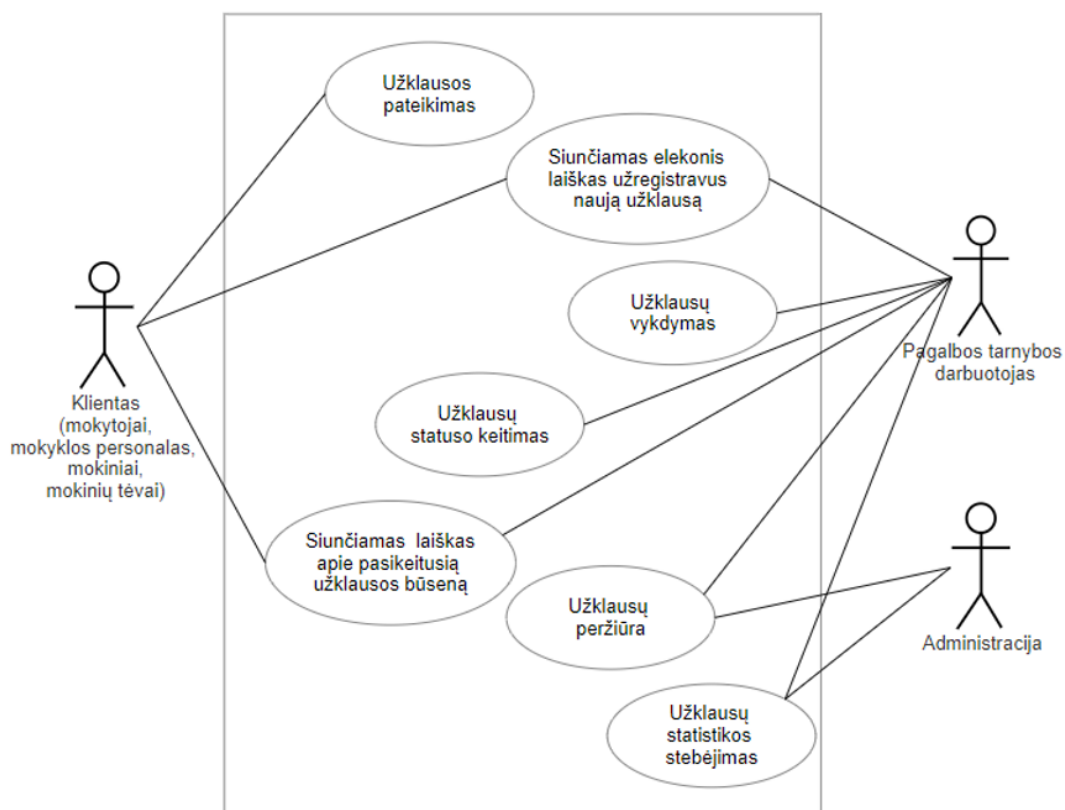 Užklausos
pateikimas
Siunčiamas elekonis
laiškas užregistravus
naują užklausą
Užklausų
vykdymas
Pagalbos tarnybos
darbuotojas
Klientas
(mokytojai,
mokyklos personalas,
mokiniai,
mokinių tėvai)
Užklausų
statuso keitimas
Siunčiamas laiškas
apie pasikeitusią
užklausos būseną
Užklausų
peržiūra
Administracija
Užklausų
statistikos
stebėjimas